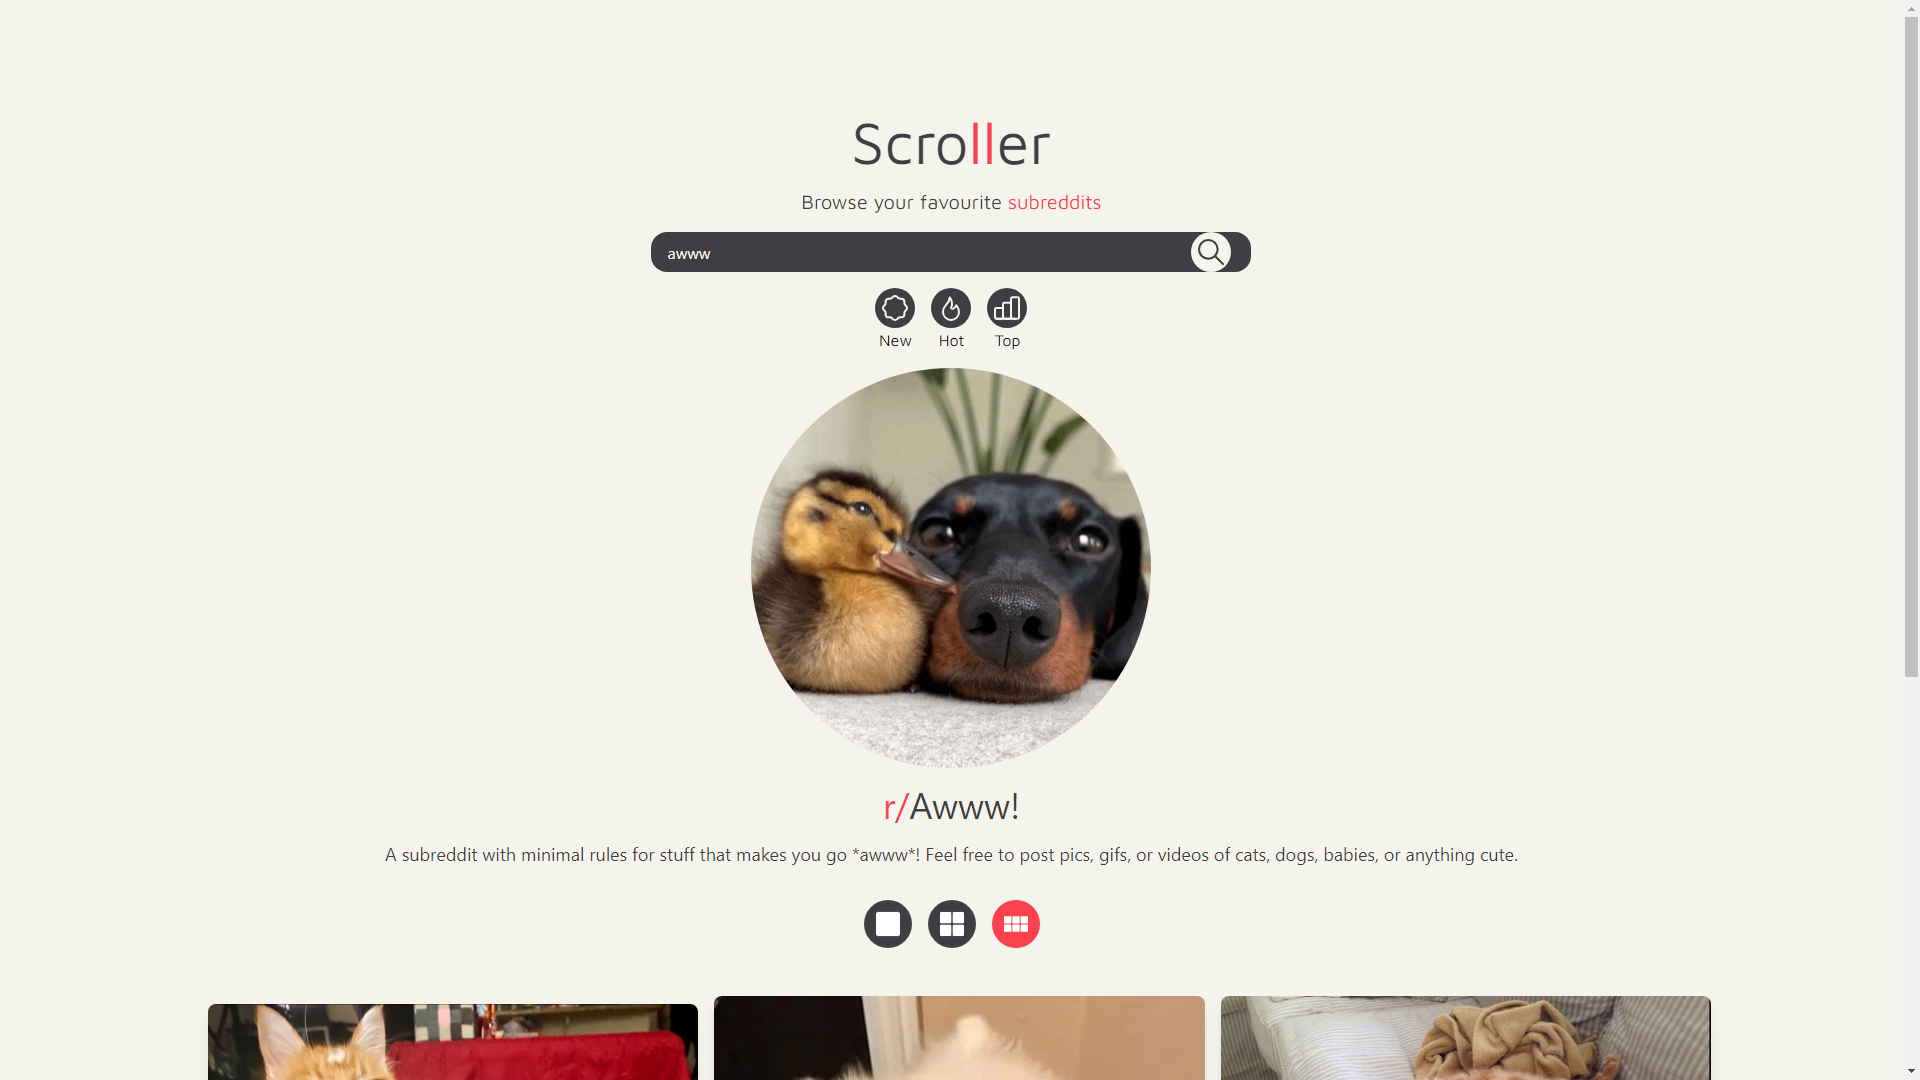 Scroller
Browse your favourite subreddits
awww
New Hot Top
r/Awww!
A subreddit with minimal rules for stuff that makes you go *awww*! Feel free to post pics, gifs, or videos of cats, dogs, babies, or anything cute.